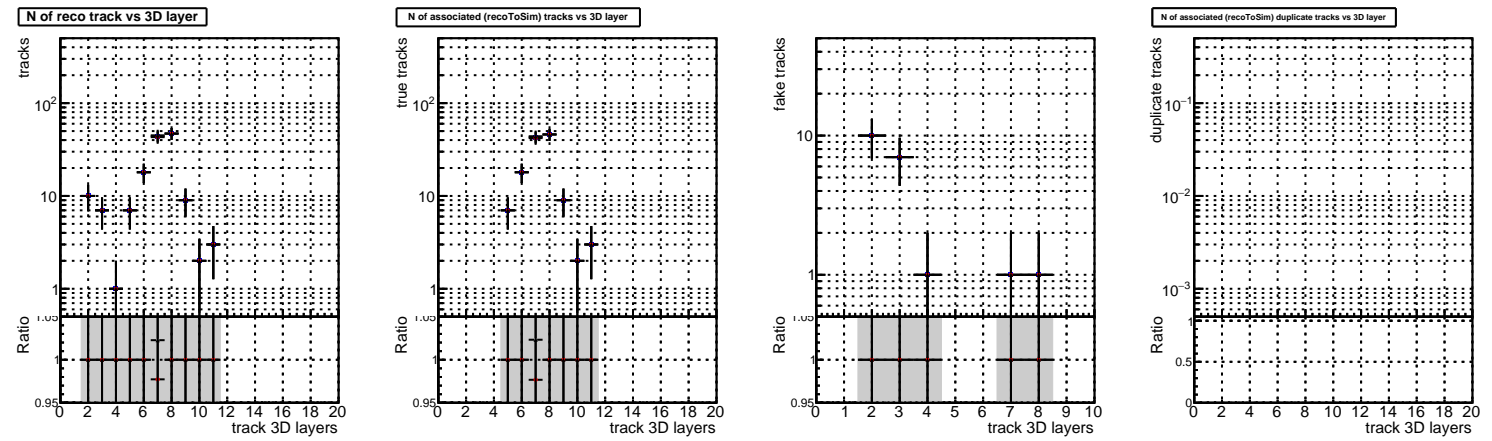 N of reco track vs 3D layer
tracks
10²
10
1
Ratio
1.05
1
0.95
0 2 4 6 8 10 12 14 16 18 20
track 3D layers
N of associated (recoToSim) tracks vs 3D layer
true tracks
10²
10
1
Ratio
1.05
1
0.95
0 2 4 6 8 10 12 14 16 18 20
track 3D layers
fake tracks
10
1
Ratio
1.05
1
0.95
0 1 2 3 4 5 6 7 8 9 10
track 3D layers
N of associated (recoToSim) duplicate tracks vs 3D layer
duplicate tracks
10⁻¹
10⁻²
10⁻³
Ratio
1
0.5
0
0 2 4 6 8 10 12 14 16 18 20
track 3D layers